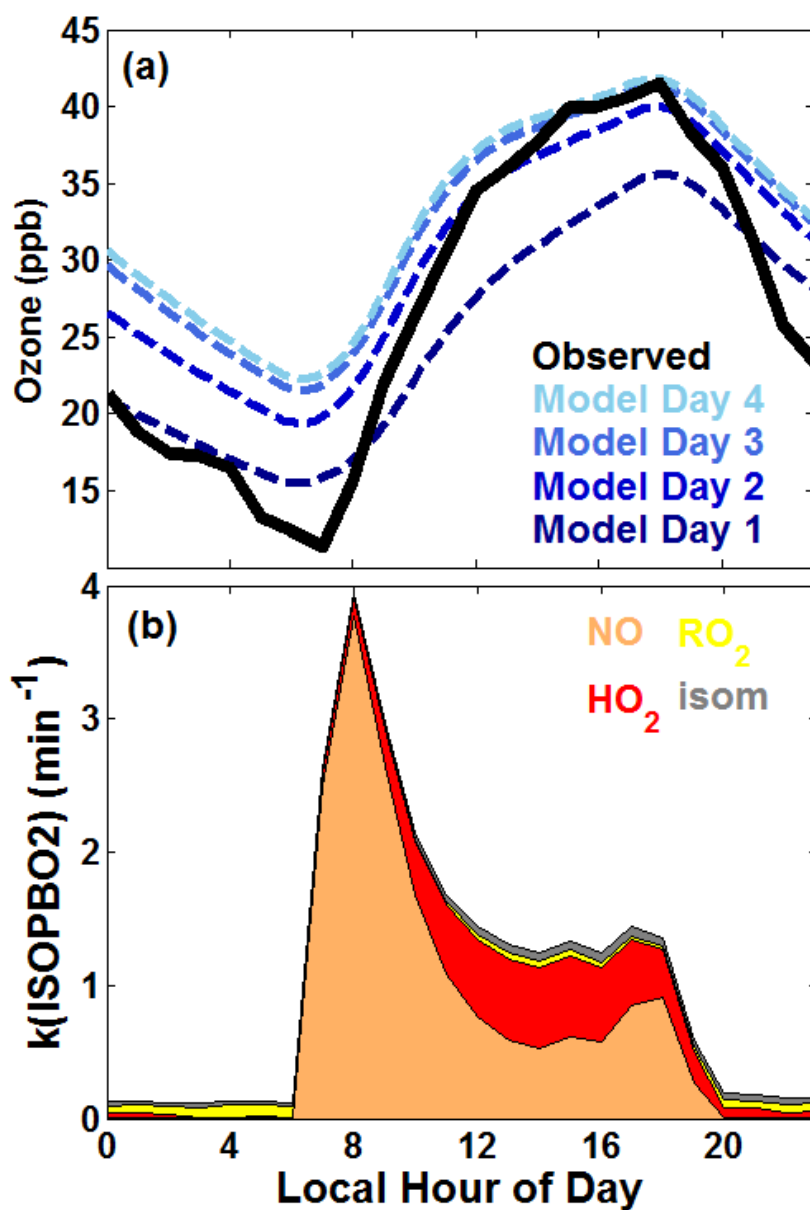 (a)
Ozone (ppb)
45
40
35
30
25
20
15
Observed
Model Day 4
Model Day 3
Model Day 2
Model Day 1
(b)
k(ISOPBO2) (min⁻¹)
4
3
2
1
0
NO RO₂
HO₂ isom
0 4 8 12 16 20
Local Hour of Day